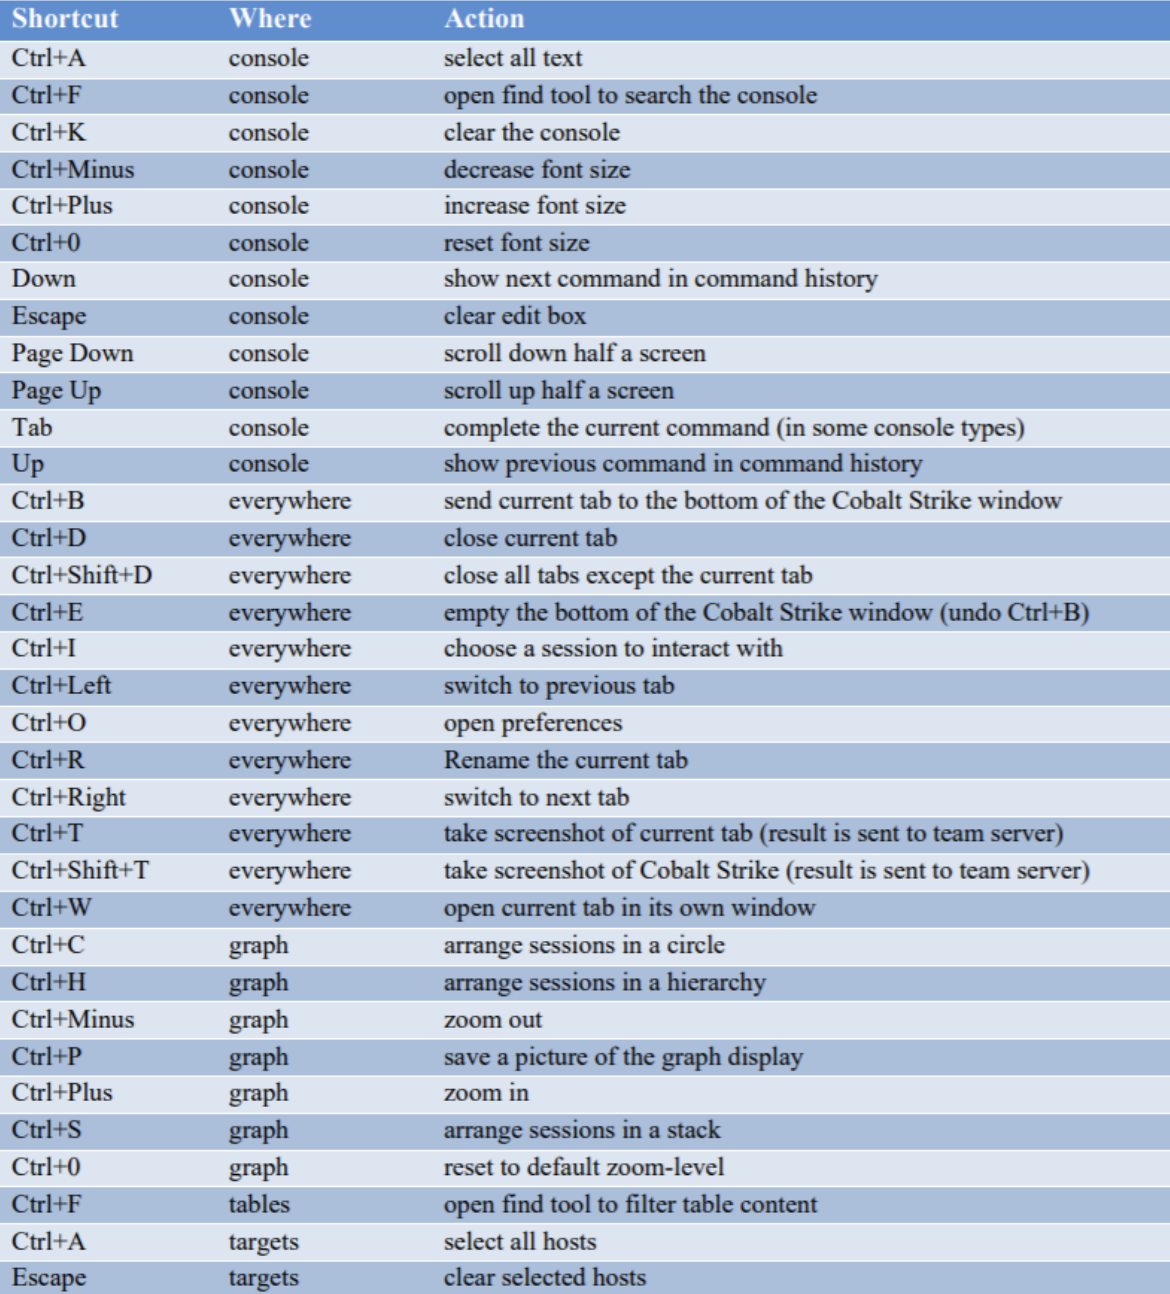 Shortcut Where Action
Ctrl+A console select all text
Ctrl+F console open find tool to search the console
Ctrl+K console clear the console
Ctrl+Minus console decrease font size
Ctrl+Plus console increase font size
Ctrl+0 console reset font size
Down console show next command in command history
Escape console clear edit box
Page Down console scroll down half a screen
Page Up console scroll up half a screen
Tab console complete the current command (in some console types)
Up console show previous command in command history
Ctrl+B everywhere send current tab to the bottom of the Cobalt Strike window
Ctrl+D everywhere close current tab
Ctrl+Shift+D everywhere close all tabs except the current tab
Ctrl+E everywhere empty the bottom of the Cobalt Strike window (undo Ctrl+B)
Ctrl+I everywhere choose a session to interact with
Ctrl+Left everywhere switch to previous tab
Ctrl+O everywhere open preferences
Ctrl+R everywhere Rename the current tab
Ctrl+Right everywhere switch to next tab
Ctrl+T everywhere take screenshot of current tab (result is sent to team server)
Ctrl+Shift+T everywhere take screenshot of Cobalt Strike (result is sent to team server)
Ctrl+W everywhere open current tab in its own window
Ctrl+C graph arrange sessions in a circle
Ctrl+H graph arrange sessions in a hierarchy
Ctrl+Minus graph zoom out
Ctrl+P graph save a picture of the graph display
Ctrl+Plus graph zoom in
Ctrl+S graph arrange sessions in a stack
Ctrl+0 graph reset to default zoom-level
Ctrl+F tables open find tool to filter table content
Ctrl+A targets select all hosts
Escape targets clear selected hosts